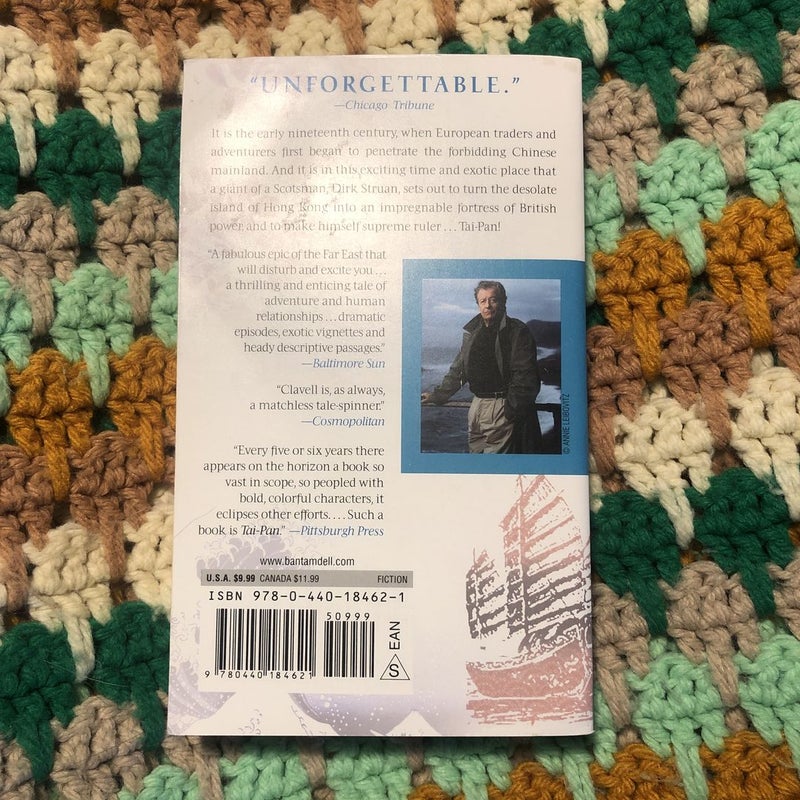 “UNFORGETTABLE.”
—Chicago Tribune
It is the early nineteenth century, when European traders and
adventurers first began to penetrate the forbidding Chinese
mainland. And it is in this exciting time and exotic place that
a giant of a Scotsman, Dirk Struan, sets out to turn the desolate
island of Hong Kong into an impregnable fortress of British
power, and to make himself supreme ruler . . . Tai-Pan!
“A fabulous epic of the Far East that
will disturb and excite you . . .
a thrilling and enticing tale of
adventure and human
relationships . . . dramatic
episodes, exotic vignettes and
heady descriptive passages.”
—Baltimore Sun
“Clavell is, as always,
a matchless tale-spinner.”
—Cosmopolitan
“Every five or six years there
appears on the horizon a book so
vast in scope, so peopled with
bold, colorful characters, it
eclipses other efforts. . . . Such a
book is Tai-Pan.” —Pittsburgh Press
© ANNIE LEIBOVITZ
www.bantamdell.com
U.S.A. $9.99 CANADA $11.99 FICTION
ISBN 978-0-440-18462-1
50999
9 780440 184621
S
EAN